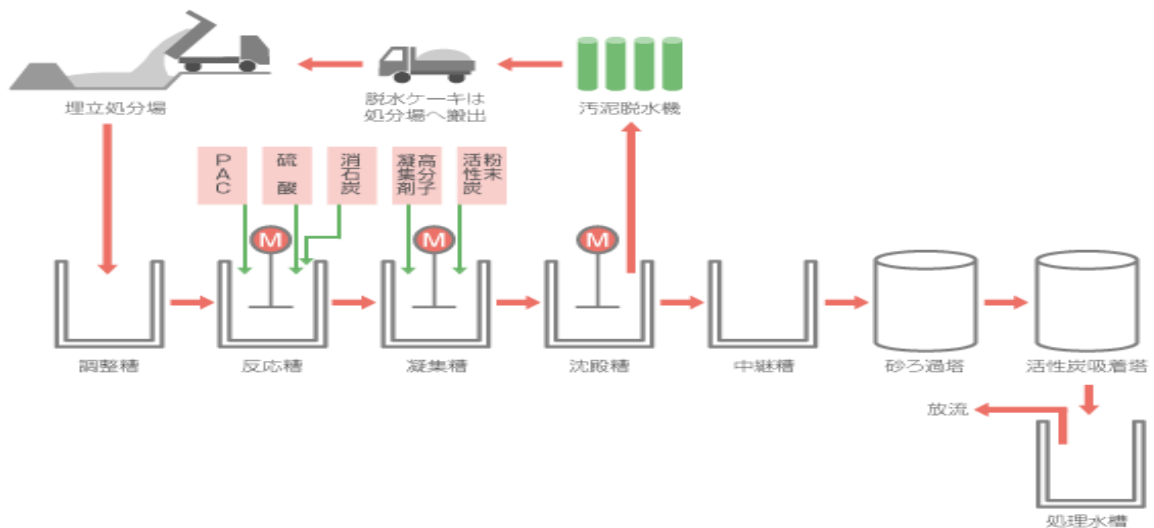 埋立処分場
脱水ケーキは
処分場へ搬出
汚泥脱水機
PAC
硫酸
消石炭
高分子
凝集剤
粉末
活性炭
M
M
M
調整槽
反応槽
凝集槽
沈殿槽
中継槽
砂ろ過塔
活性炭吸着塔
放流
処理水槽